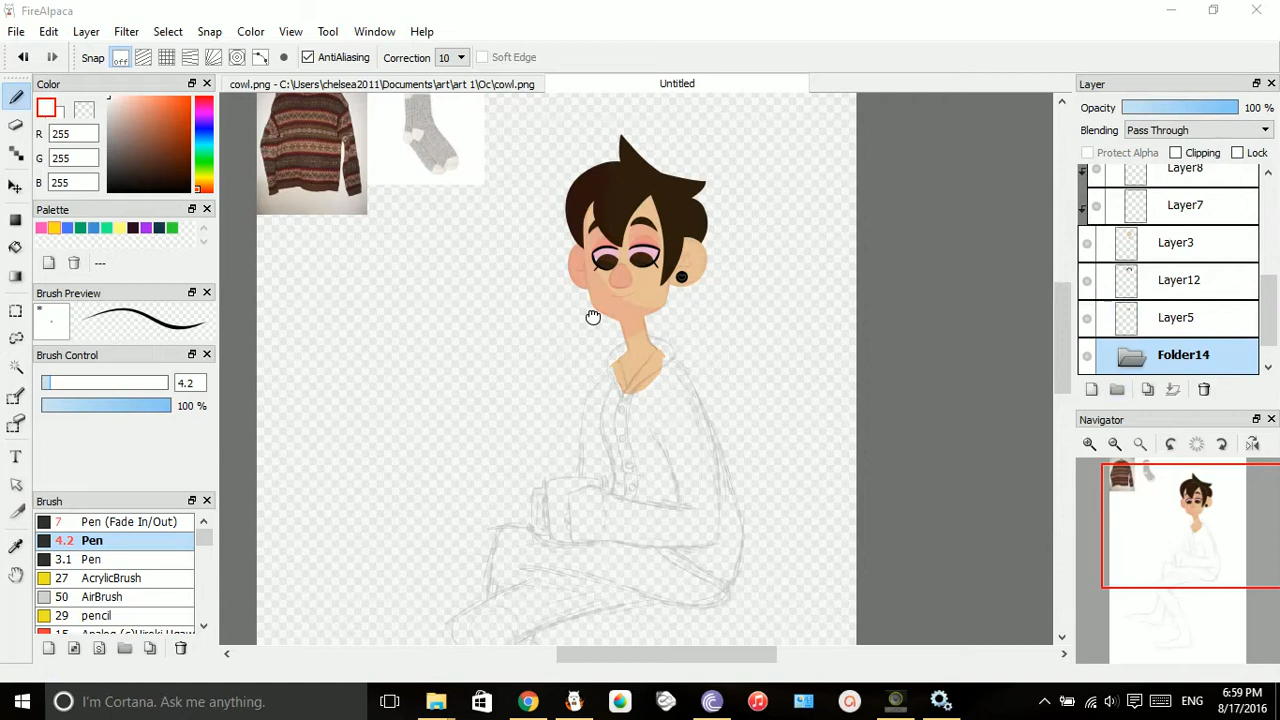 FireAlpaca
File Edit Layer Filter Select Snap Color View Tool Window Help
Snap off AntiAliasing Correction 10 Soft Edge
Color
cowl.png - C:\Users\chelsea2011\Documents\art\art 1\Oc\cowl.png
Untitled
Layer
R 255
G 255
B 255
Opacity 100 %
Blending Pass Through
Protect Alpha Clipping Lock
Layer8
Layer7
Layer3
Layer12
Layer5
Folder14
Palette
---
Brush Preview
Brush Control
4.2
100 %
Navigator
Brush
7 Pen (Fade In/Out)
4.2 Pen
3.1 Pen
27 AcrylicBrush
50 AirBrush
29 pencil
I'm Cortana. Ask me anything.
ENG
6:59 PM
8/17/2016